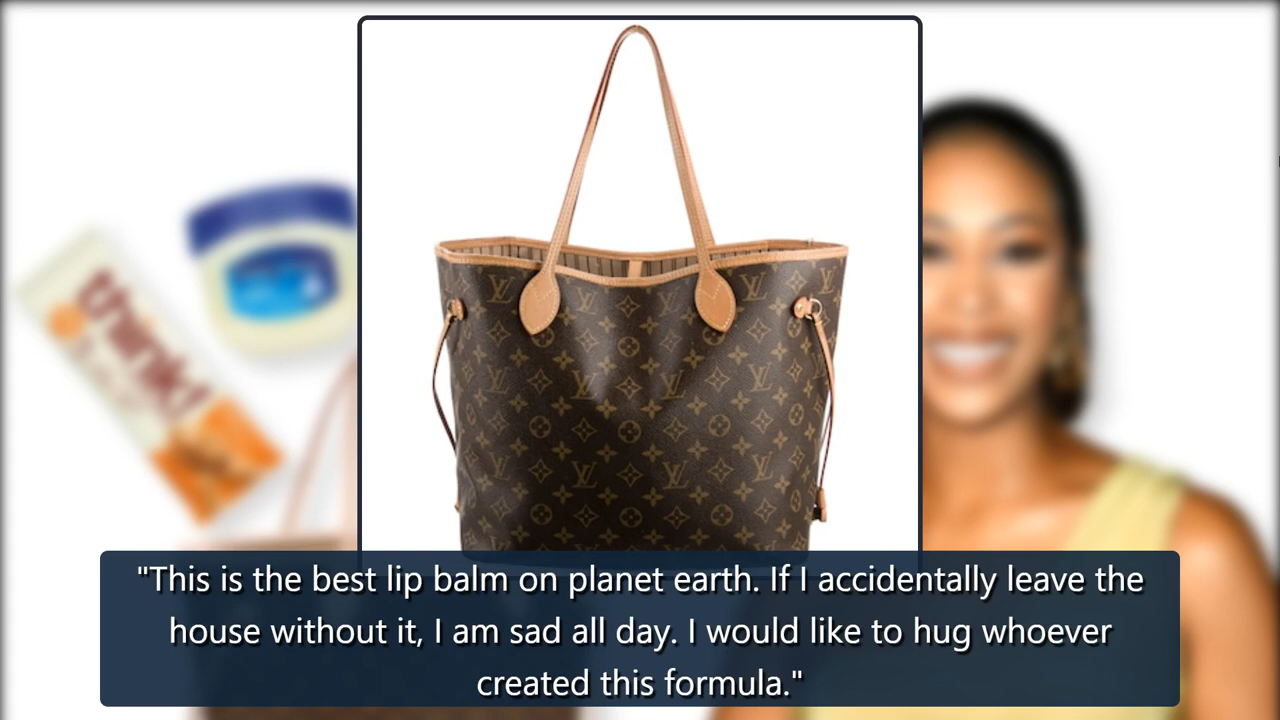 think!
"This is the best lip balm on planet earth. If I accidentally leave the
house without it, I am sad all day. I would like to hug whoever
created this formula."